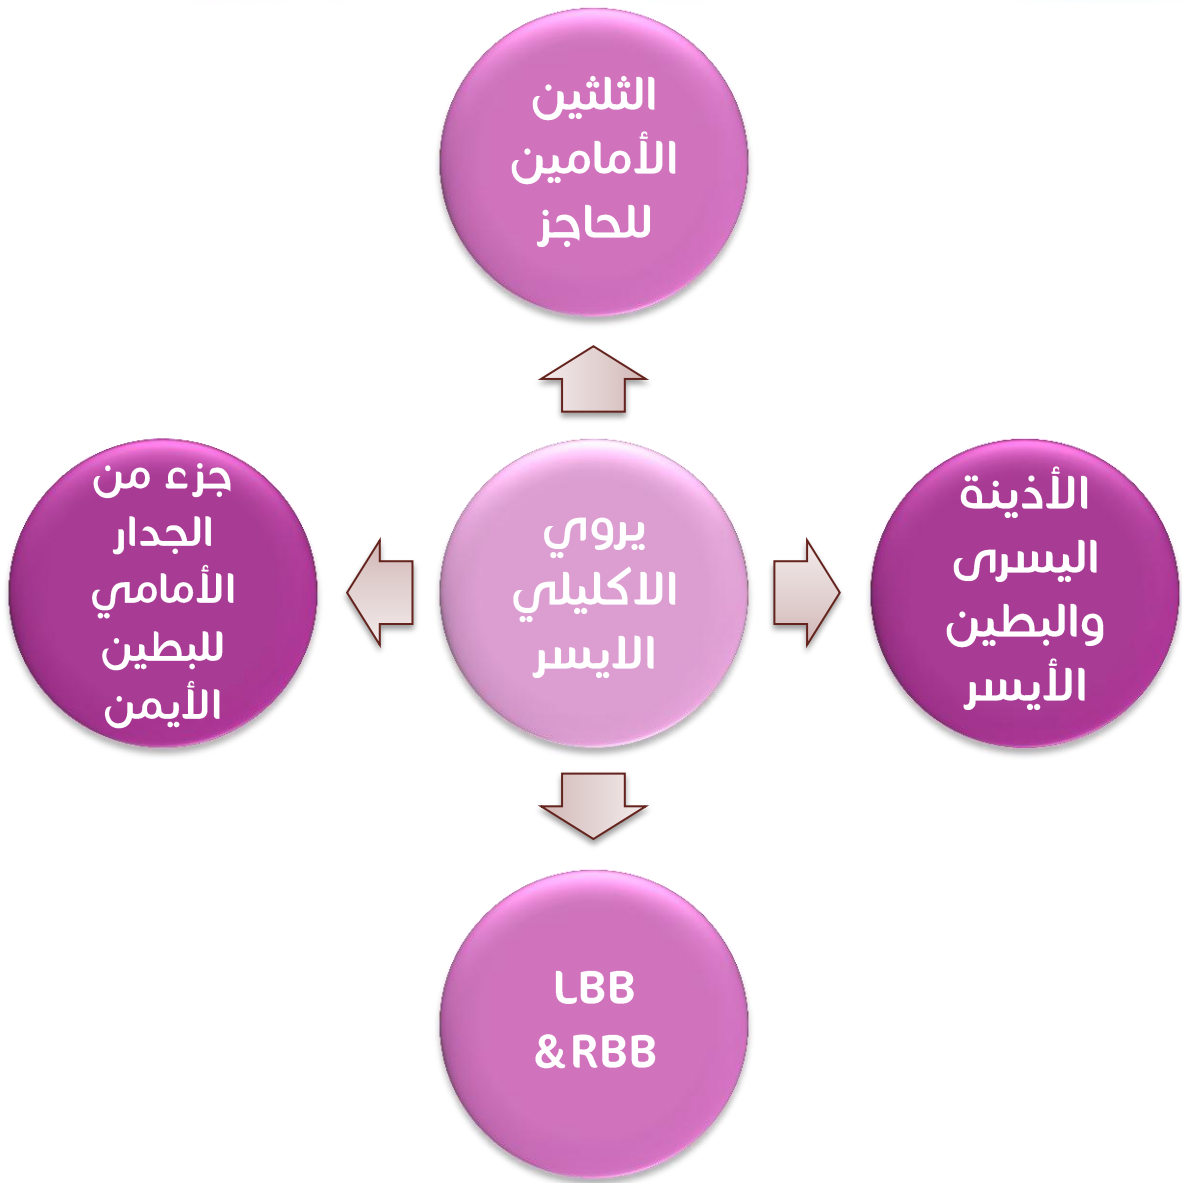 الثلثين
الأمامين
للحاجز
الأذينة
اليسرى
والبطين
الأيسر
يروي
الاكليلي
الايسر
جزء من
الجدار
الأمامي
للبطين
الأيمن
LBB
&RBB